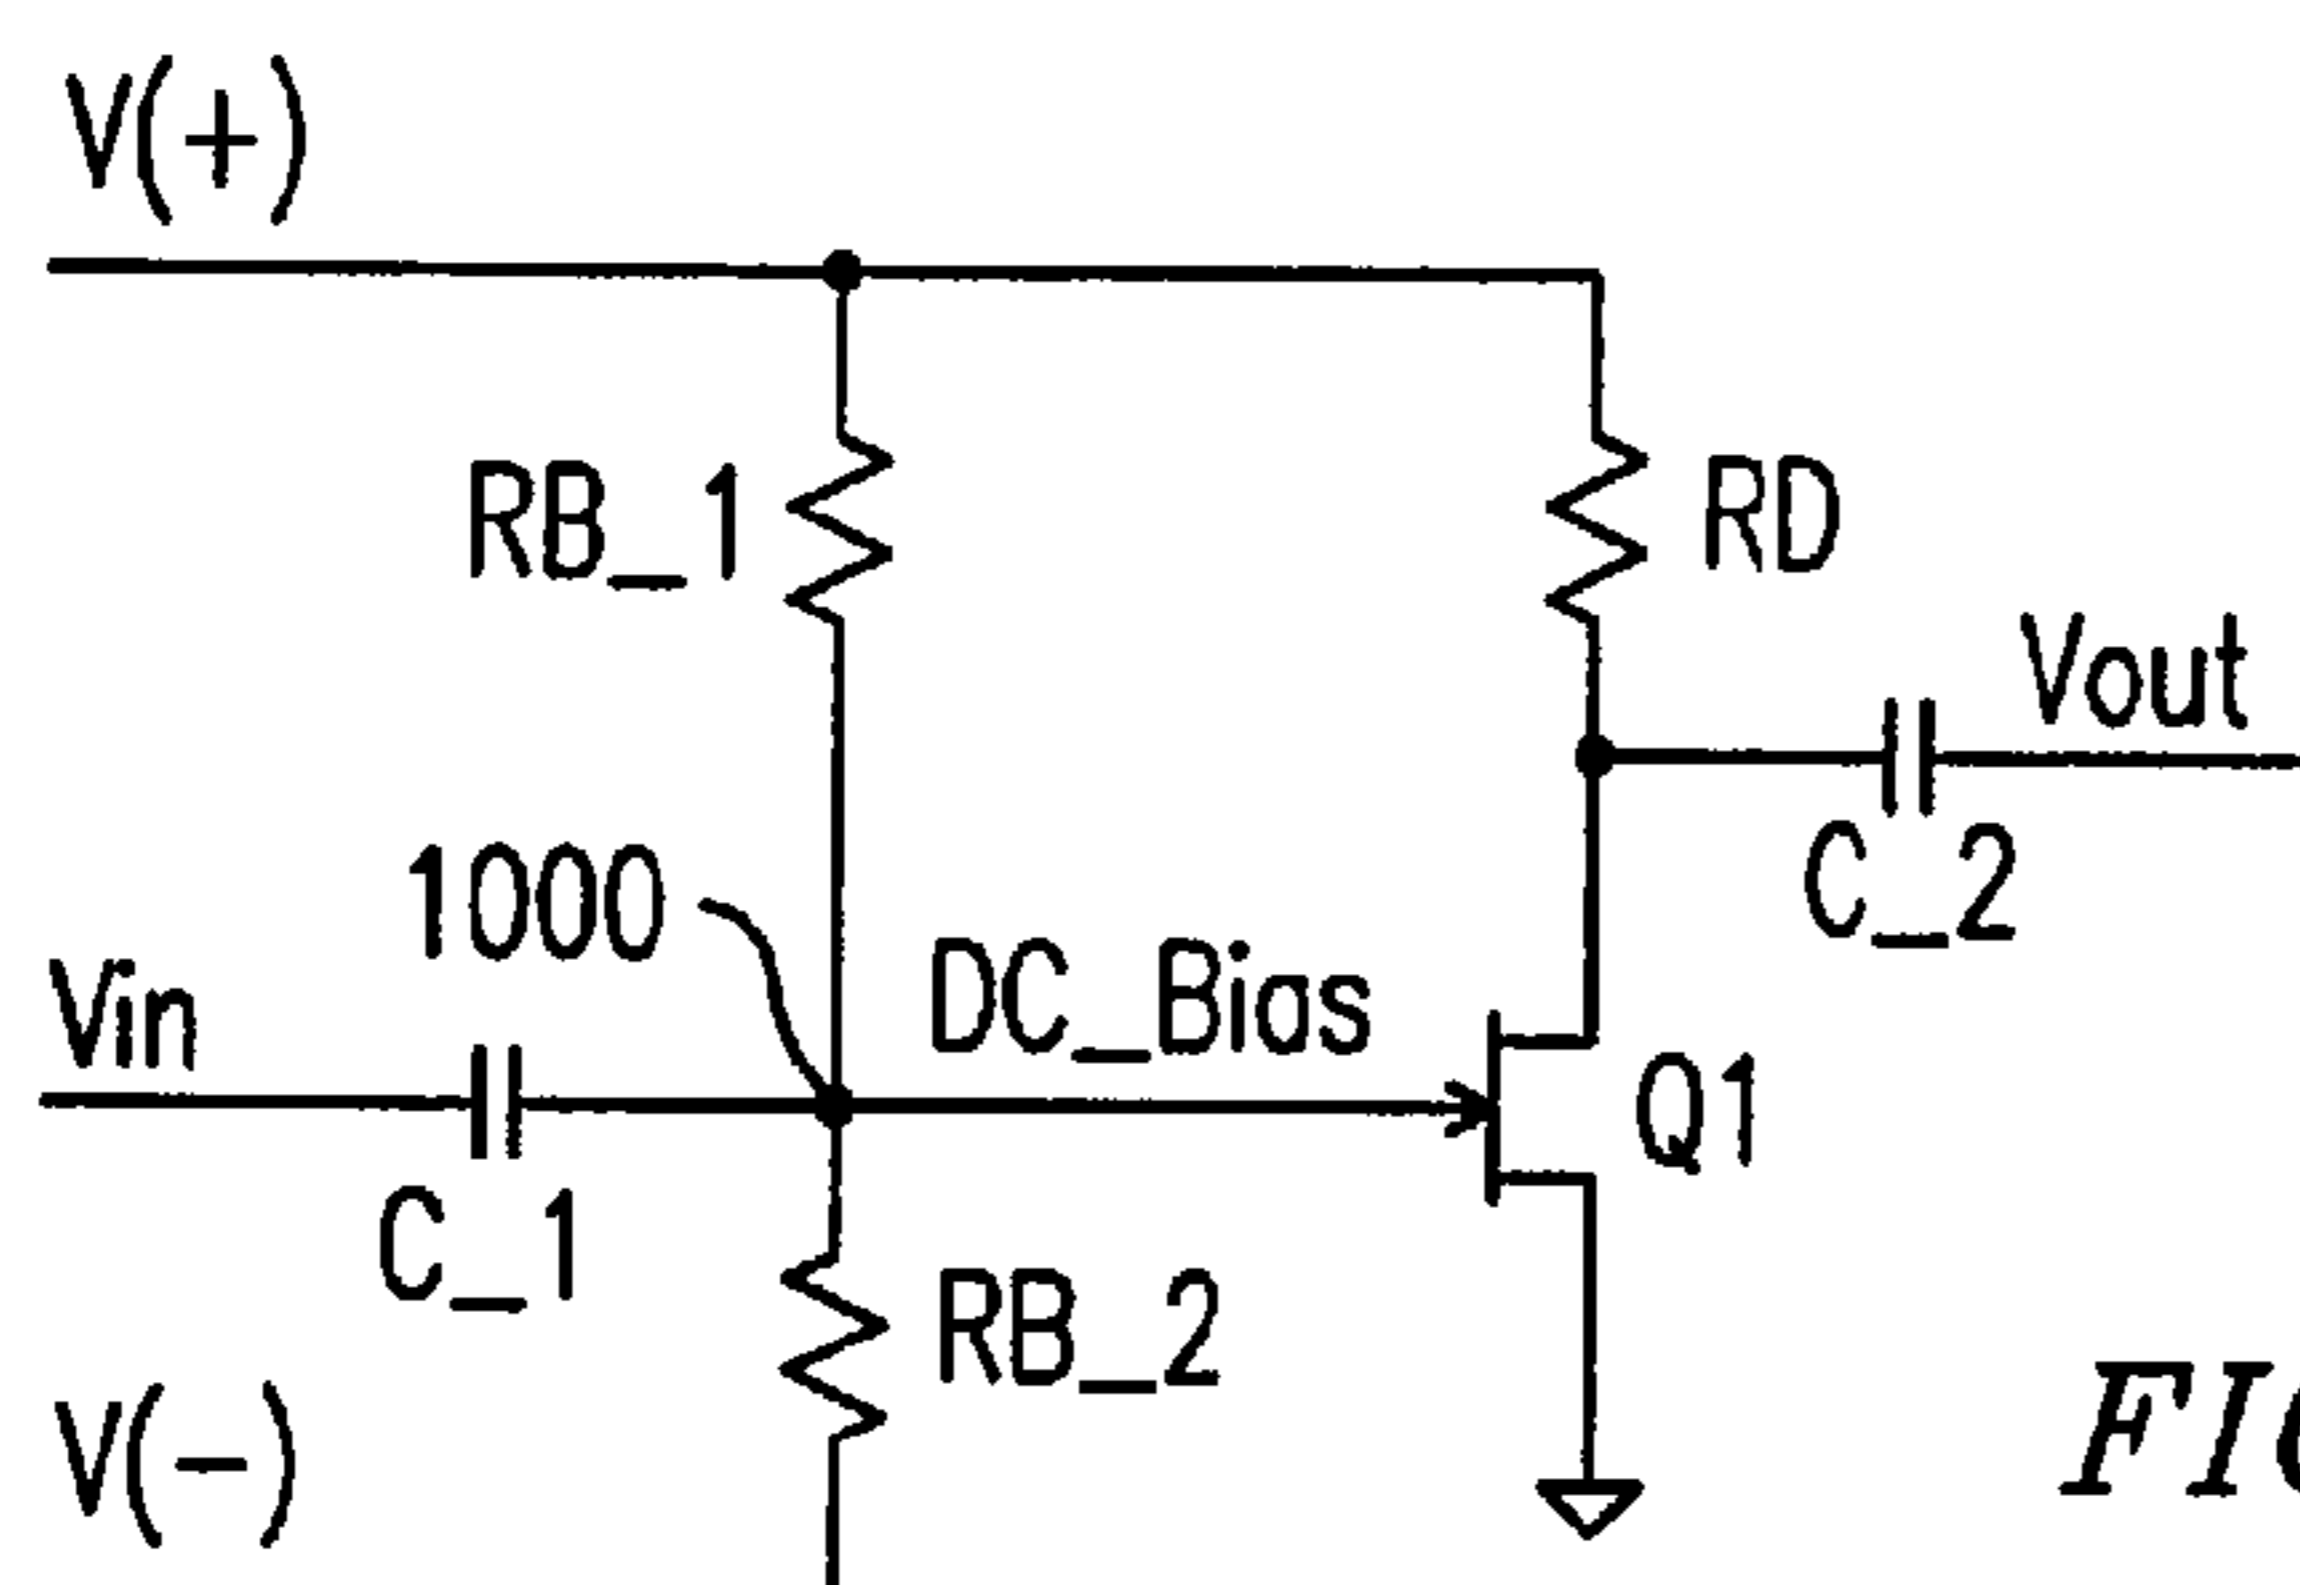 V(+)
RB_1
RD
Vout
C_2
1000
DC_Bias
Vin
Q1
C_1
RB_2
V(-)